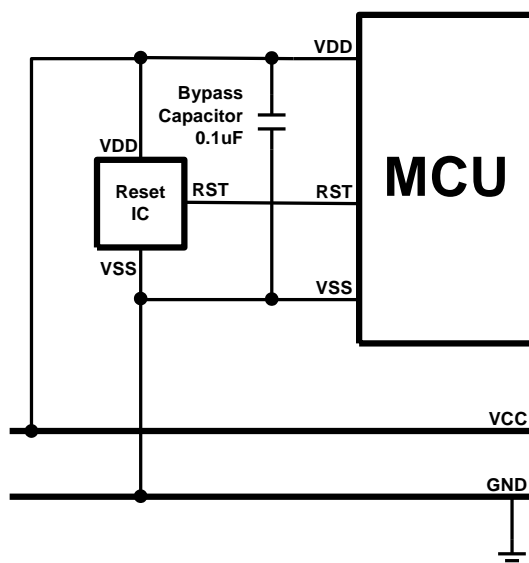 VDD
Bypass
Capacitor
0.1uF
VDD
Reset
IC
RST
RST
MCU
VSS
VSS
VCC
GND